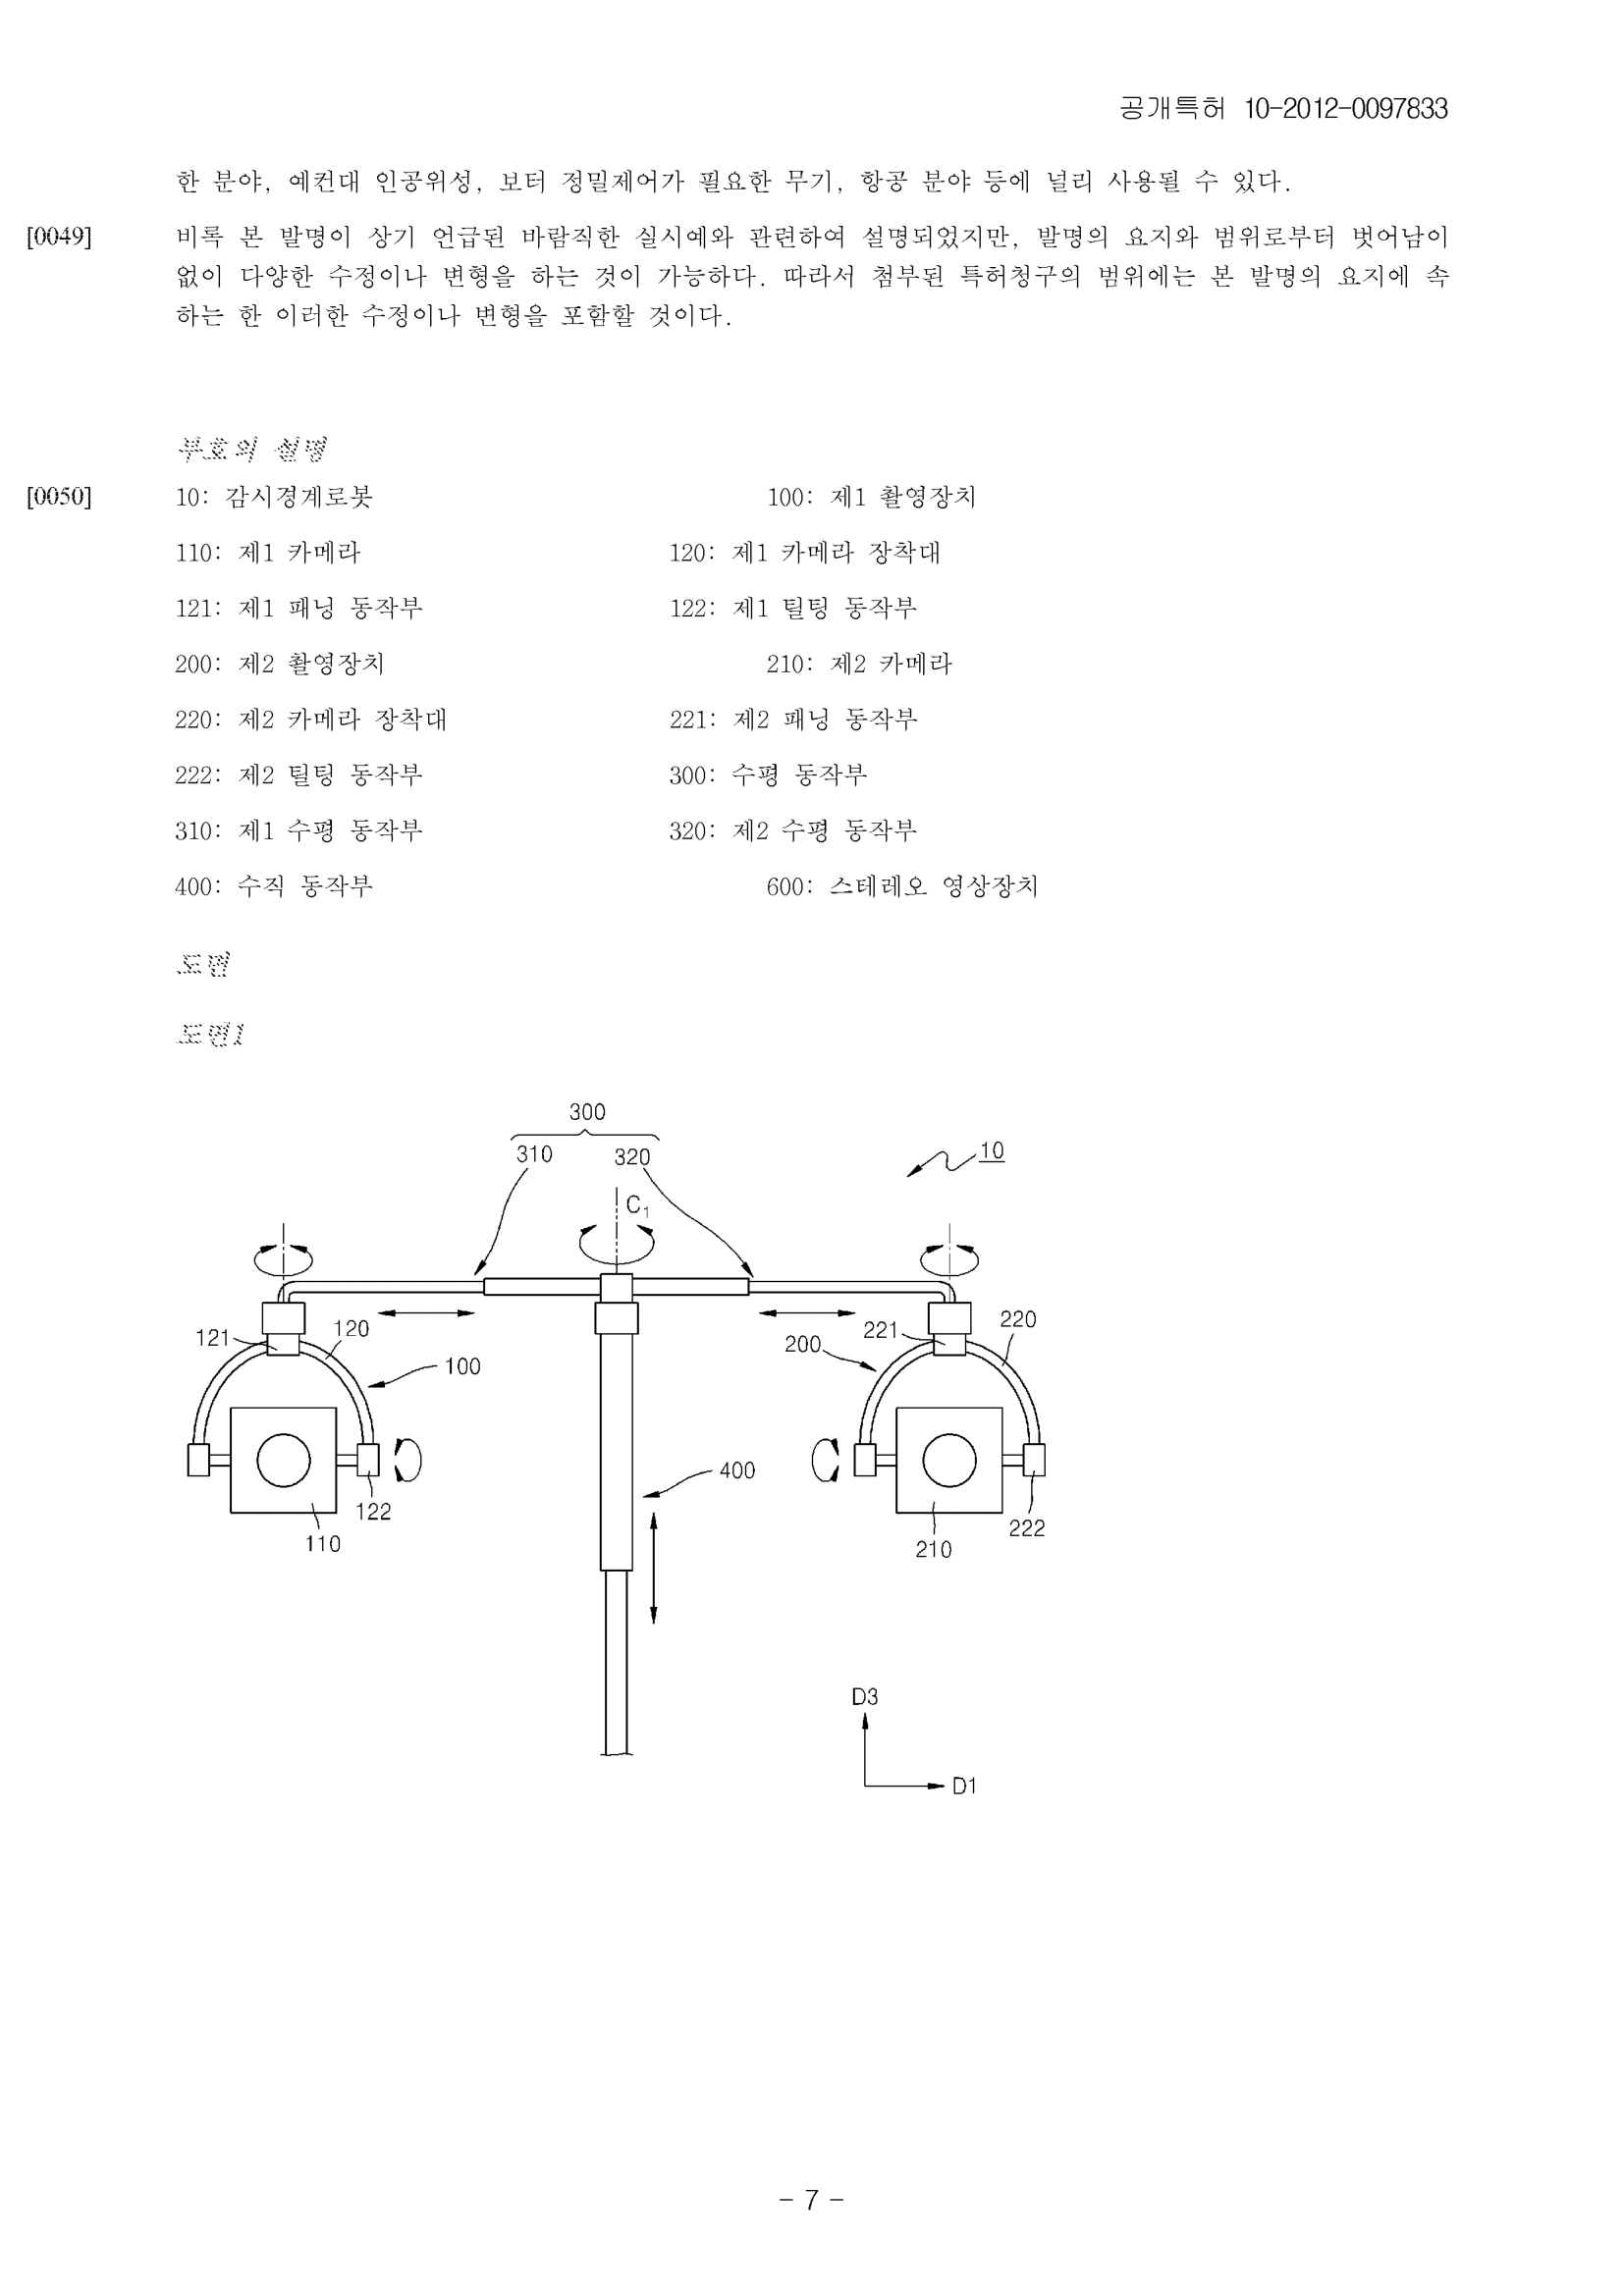 공개특허 10-2012-0097833
한 분야, 예컨대 인공위성, 보터 정밀제어가 필요한 무기, 항공 분야 등에 널리 사용될 수 있다.
[0049] 비록 본 발명이 상기 언급된 바람직한 실시예와 관련하여 설명되었지만, 발명의 요지와 범위로부터 벗어남이
없이 다양한 수정이나 변형을 하는 것이 가능하다. 따라서 첨부된 특허청구의 범위에는 본 발명의 요지에 속
하는 한 이러한 수정이나 변형을 포함할 것이다.
부호의 설명
[0050] 10: 감시경계로봇 100: 제1 촬영장치
110: 제1 카메라 120: 제1 카메라 장착대
121: 제1 패닝 동작부 122: 제1 틸팅 동작부
200: 제2 촬영장치 210: 제2 카메라
220: 제2 카메라 장착대 221: 제2 패닝 동작부
222: 제2 틸팅 동작부 300: 수평 동작부
310: 제1 수평 동작부 320: 제2 수평 동작부
400: 수직 동작부 600: 스테레오 영상장치
도면
도면1
300
310 320 10
C1
121 120 100
200 221 220
400
122
110
210
222
D3
D1
- 7 -